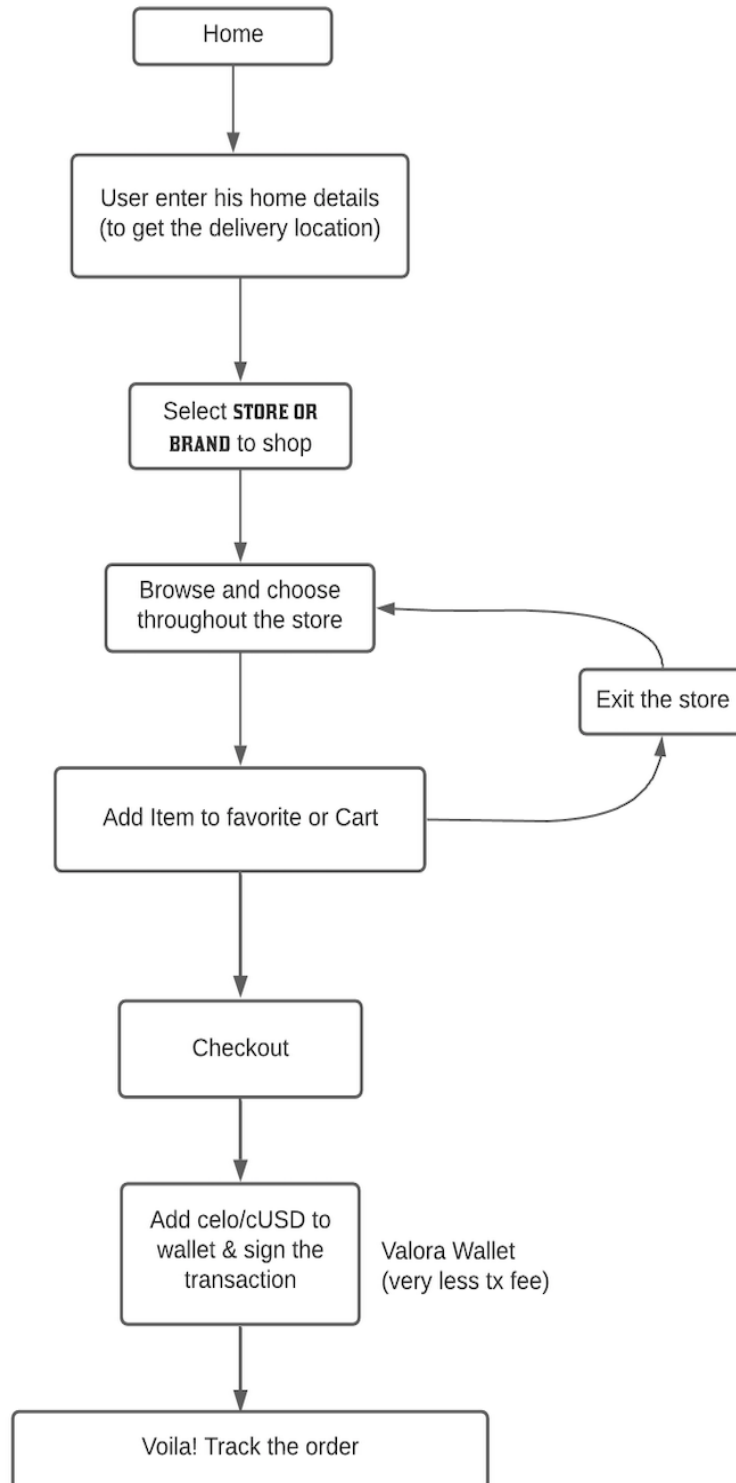 Home
User enter his home details
(to get the delivery location)
Select STORE OR
BRAND to shop
Browse and choose
throughout the store
Exit the store
Add Item to favorite or Cart
Checkout
Add celo/cUSD to
wallet & sign the
transaction
Valora Wallet
(very less tx fee)
Voila! Track the order